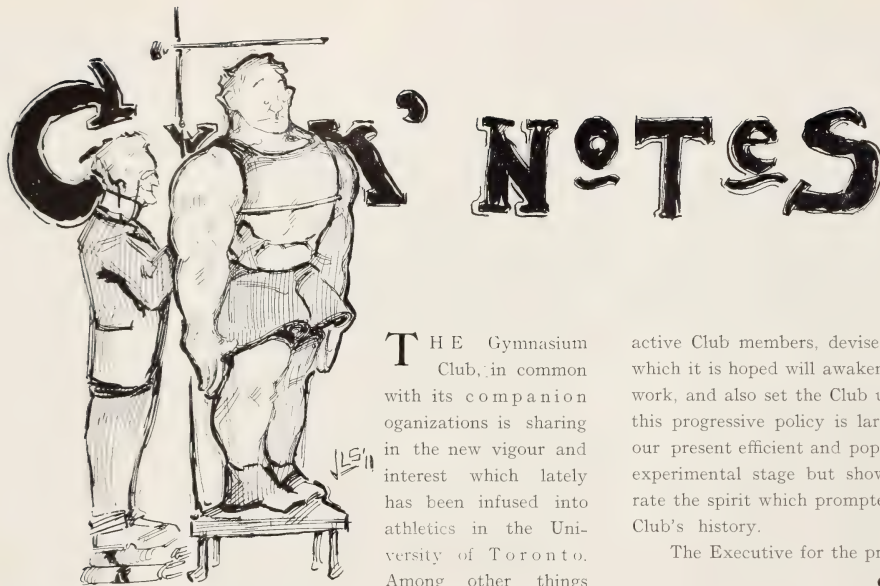 NOTES
JLS '11
THE Gymnasium
Club, in common
with its companion
oganizations is sharing
in the new vigour and
interest which lately
has been infused into
athletics in the Uni-
versity of Toronto.
Among other things
active Club members, devise
which it is hoped will awaken
work, and also set the Club u
this progressive policy is lar
our present efficient and pop
experimental stage but show
rate the spirit which prompte
Club's history.
The Executive for the pr